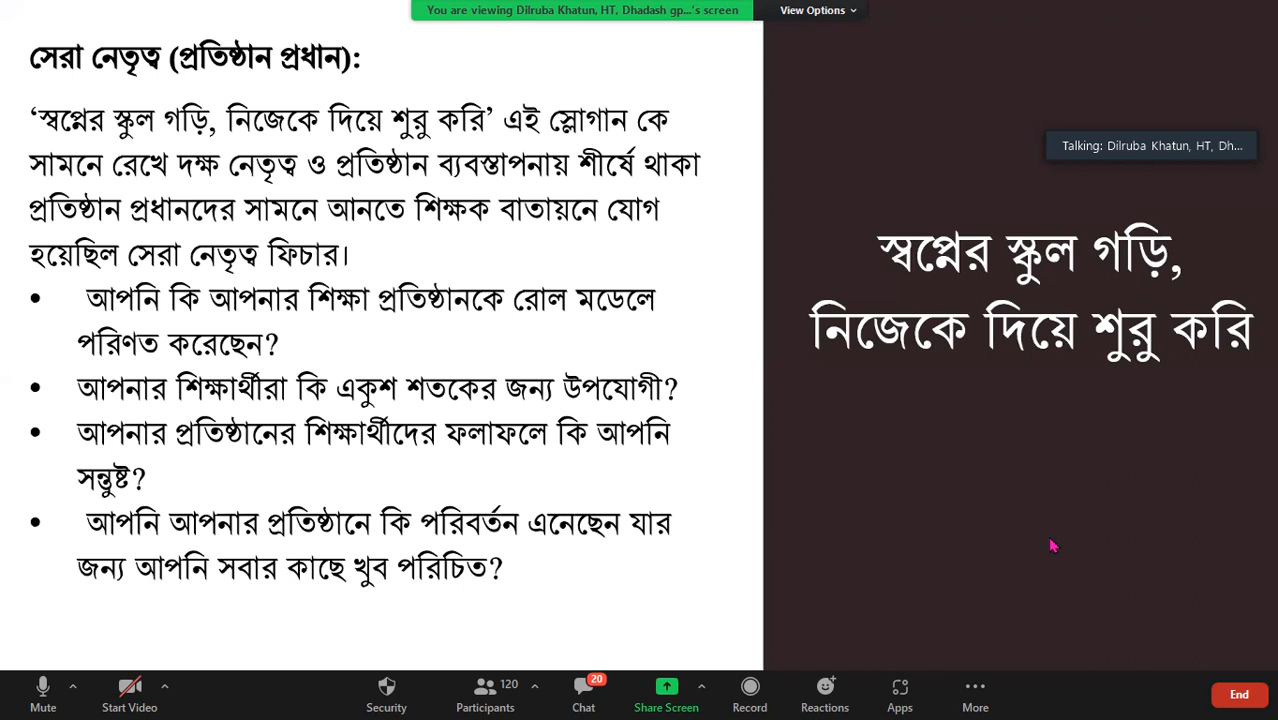 You are viewing Dilruba Khatun, HT, Dhadash gp...'s screen
View Options
সেরা নেতৃত্ব (প্রতিষ্ঠান প্রধান):
‘স্বপ্নের স্কুল গড়ি, নিজেকে দিয়ে শুরু করি’ এই স্লোগান কে
সামনে রেখে দক্ষ নেতৃত্ব ও প্রতিষ্ঠান ব্যবস্তাপনায় শীর্ষে থাকা
প্রতিষ্ঠান প্রধানদের সামনে আনতে শিক্ষক বাতায়নে যোগ
হয়েছিল সেরা নেতৃত্ব ফিচার।
• আপনি কি আপনার শিক্ষা প্রতিষ্ঠানকে রোল মডেলে
পরিণত করেছেন?
• আপনার শিক্ষার্থীরা কি একুশ শতকের জন্য উপযোগী?
• আপনার প্রতিষ্ঠানের শিক্ষার্থীদের ফলাফলে কি আপনি
সন্তুষ্ট?
• আপনি আপনার প্রতিষ্ঠানে কি পরিবর্তন এনেছেন যার
জন্য আপনি সবার কাছে খুব পরিচিত?
Talking: Dilruba Khatun, HT, Dh...
স্বপ্নের স্কুল গড়ি,
নিজেকে দিয়ে শুরু করি
Mute
Start Video
Security
120
Participants
20
Chat
Share Screen
Record
Reactions
Apps
More
End